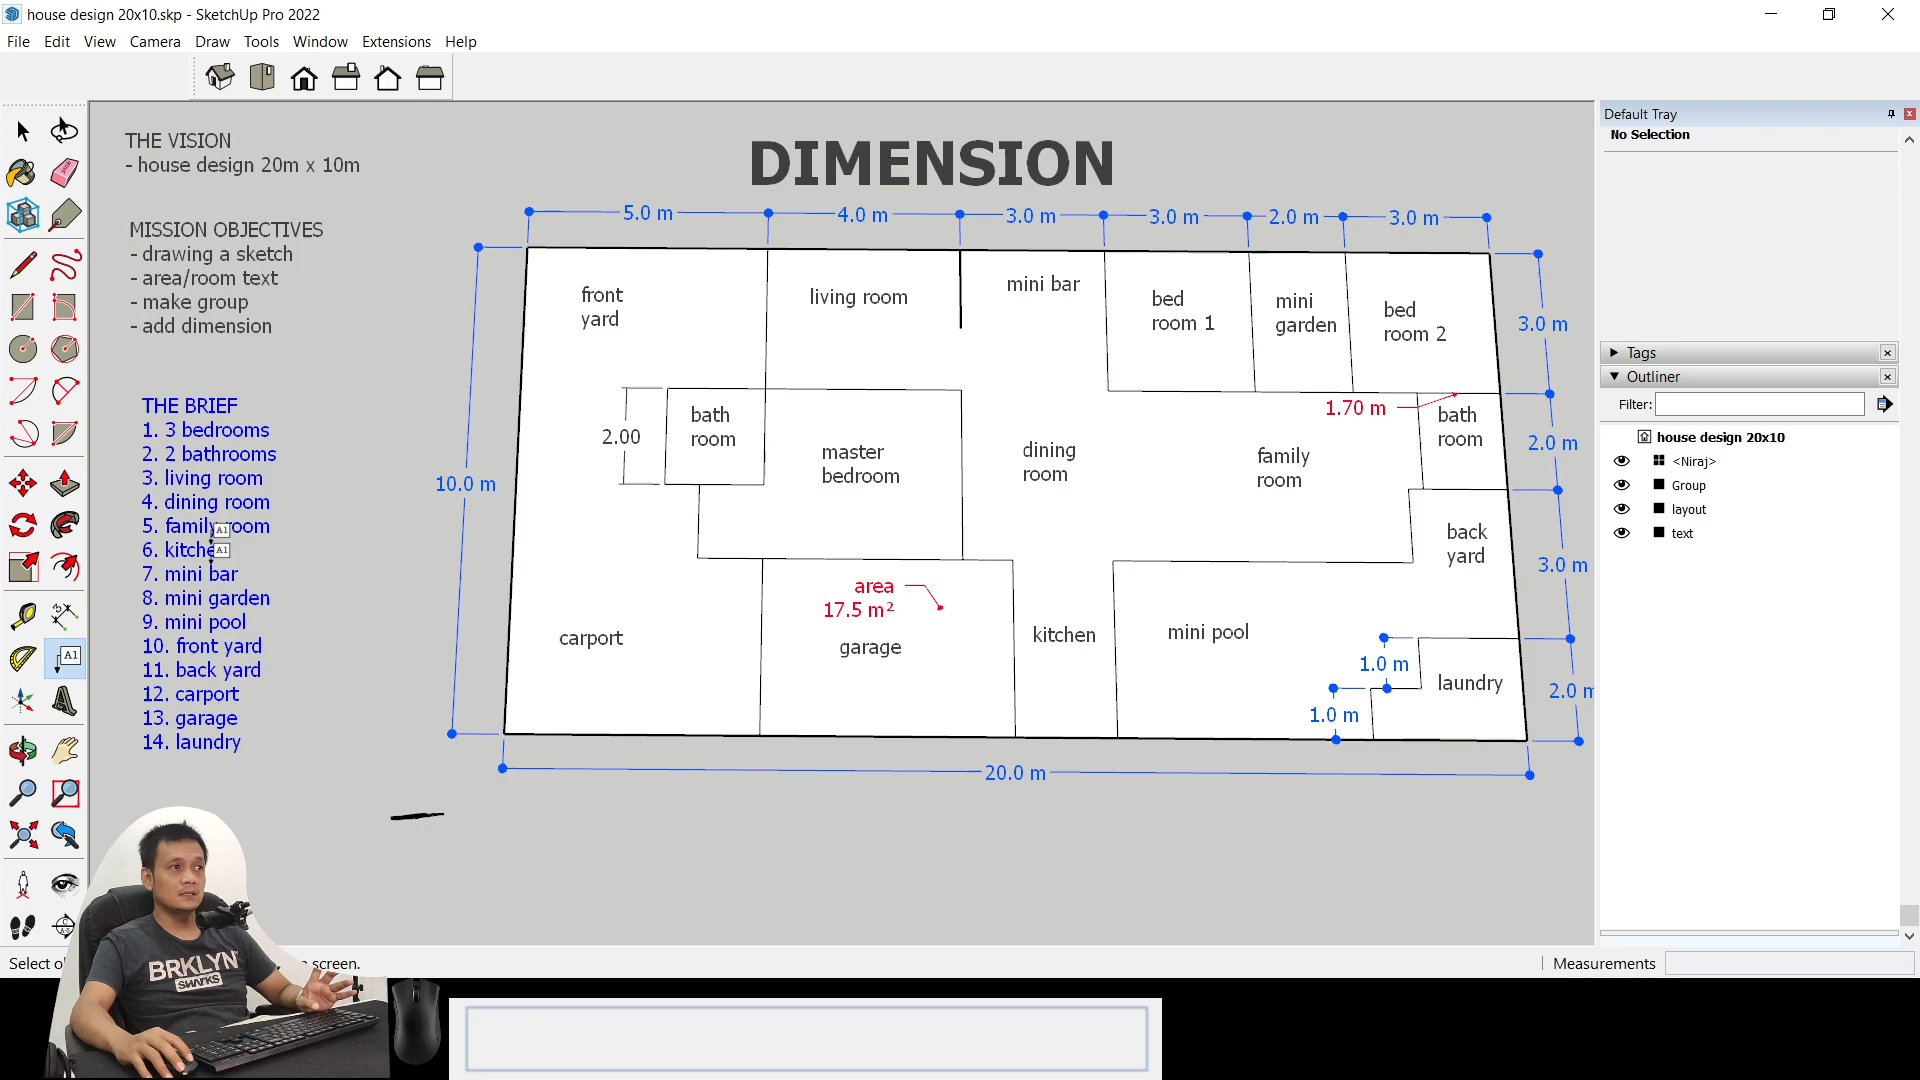 house design 20x10.skp - SketchUp Pro 2022
File Edit View Camera Draw Tools Window Extensions Help
Default Tray
No Selection
THE VISION
- house design 20m x 10m
DIMENSION
MISSION OBJECTIVES
- drawing a sketch
- area/room text
- make group
- add dimension
5.0 m
4.0 m
3.0 m
3.0 m
2.0 m
3.0 m
front
yard
living room
mini bar
bed
room 1
mini
garden
bed
room 2
3.0 m
Tags
Outliner
Filter:
house design 20x10
<Niraj>
Group
layout
text
THE BRIEF
1. 3 bedrooms
2. 2 bathrooms
3. living room
4. dining room
5. family room
6. kitche
7. mini bar
8. mini garden
9. mini pool
10. front yard
11. back yard
12. carport
13. garage
14. laundry
A1
A1
A1
10.0 m
2.00
bath
room
master
bedroom
dining
room
family
room
1.70 m
bath
room
2.0 m
back
yard
3.0 m
area
17.5 m²
garage
carport
kitchen
mini pool
1.0 m
laundry
2.0 m
1.0 m
20.0 m
Select screen.
Measurements
BRKLYN
SWRKS